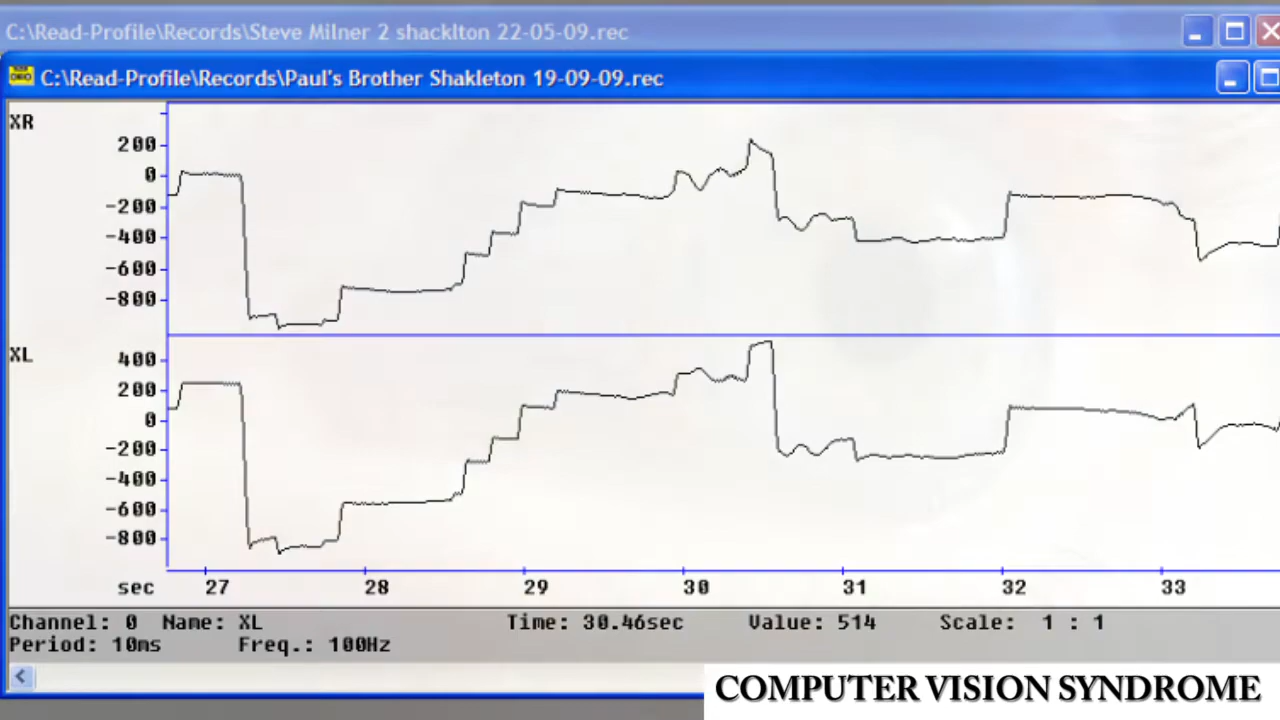 C:\Read-Profile\Records\Steve Milner 2 shacklton 22-05-09.rec
C:\Read-Profile\Records\Paul's Brother Shakleton 19-09-09.rec
XR
200
0
-200
-400
-600
-800
XL
400
200
0
-200
-400
-600
-800
sec 27 28 29 30 31 32 33
Channel: 0 Name: XL Time: 30.46sec Value: 514 Scale: 1 : 1
Period: 10ms Freq.: 100Hz
COMPUTER VISION SYNDROME